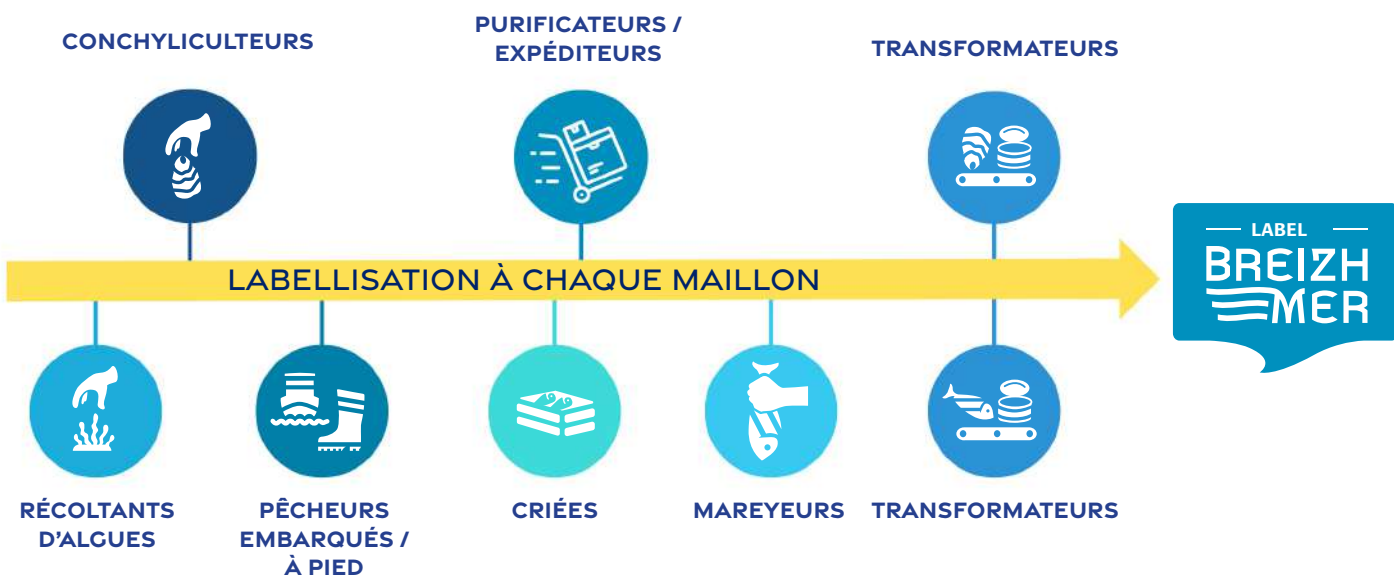 CONCHYLICULTEURS
PURIFICATEURS /
EXPÉDITEURS
TRANSFORMATEURS
LABELLISATION À CHAQUE MAILLON
LABEL
BREIZH
MER
RÉCOLTANTS
D'ALGUES
PÊCHEURS
EMBARQUÉS /
À PIED
CRIÉES
MAREYEURS
TRANSFORMATEURS